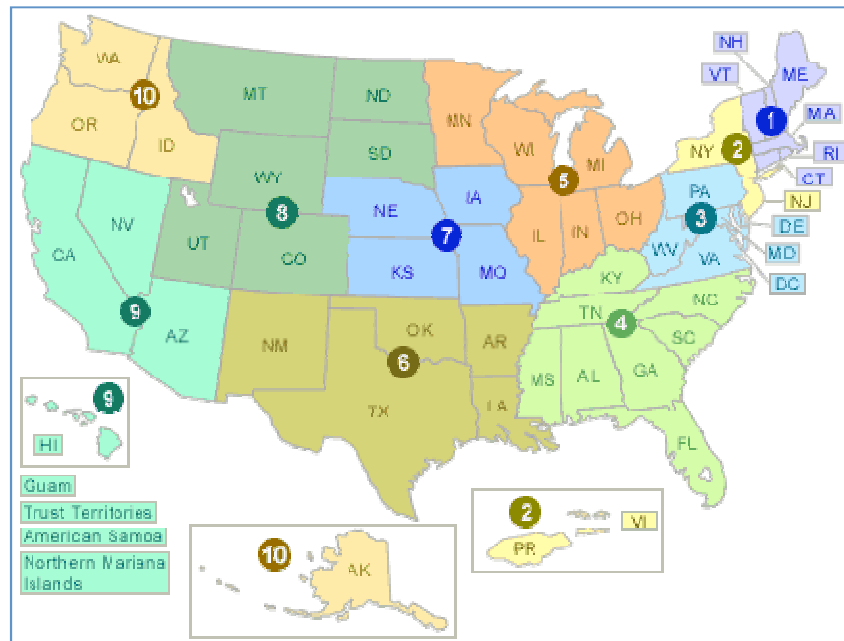 NH
WA
VT
ME
MT
ND
10
MN
OR
1
MA
ID
WI
NY
2
SD
MI
RI
WY
CT
5
PA
NJ
8
IA
NE
3
DE
NV
7
OH
UT
IL
IN
WV
MD
CA
CO
VA
DC
KS
MO
KY
NC
9
TN
4
OK
AZ
NM
AR
SC
6
MS
AL
GA
9
TX
LA
HI
FL
Guam
Trust Territories
2
VI
American Samoa
PR
10
Northern Mariana
Islands
AK